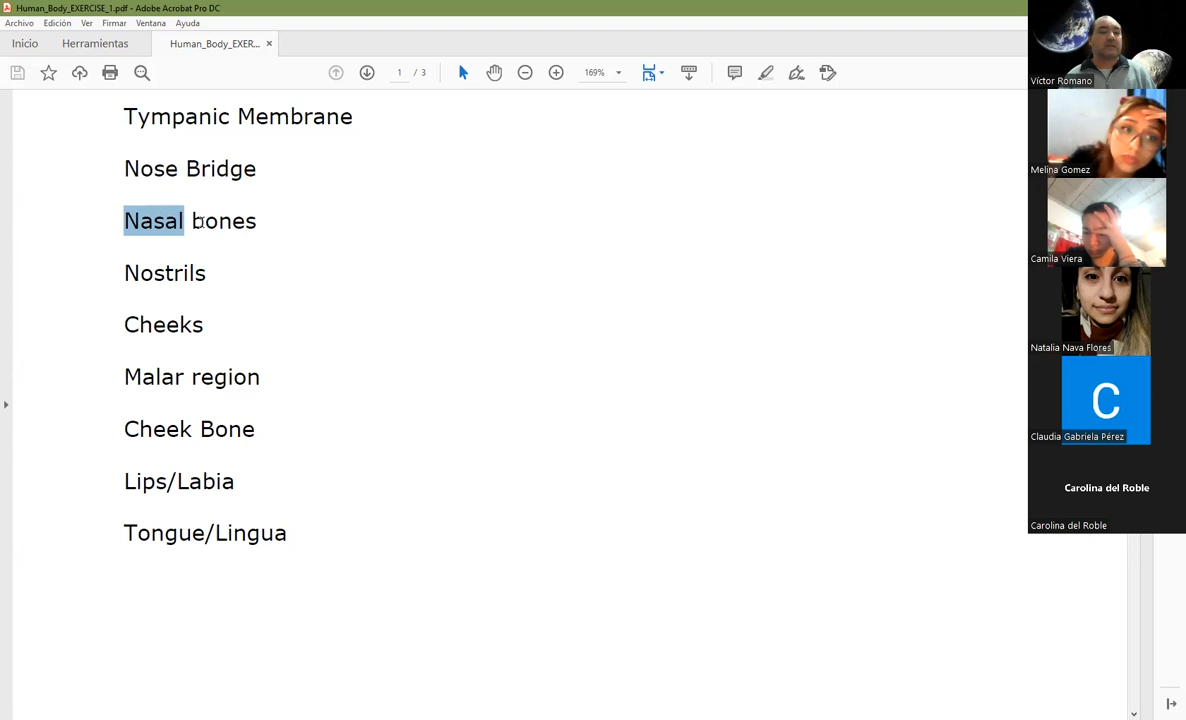 Human_Body_EXERCISE_1.pdf - Adobe Acrobat Pro DC
Archivo Edición Ver Firmar Ventana Ayuda
Inicio Herramientas Human_Body_EXER... ×
1 / 3 169%
Tympanic Membrane
Nose Bridge
Nasal bones
Nostrils
Cheeks
Malar region
Cheek Bone
Lips/Labia
Tongue/Lingua
Víctor Romano
Melina Gomez
Camila Viera
Natalia Nava Flores
C
Claudia Gabriela Pérez
Carolina del Roble
Carolina del Roble